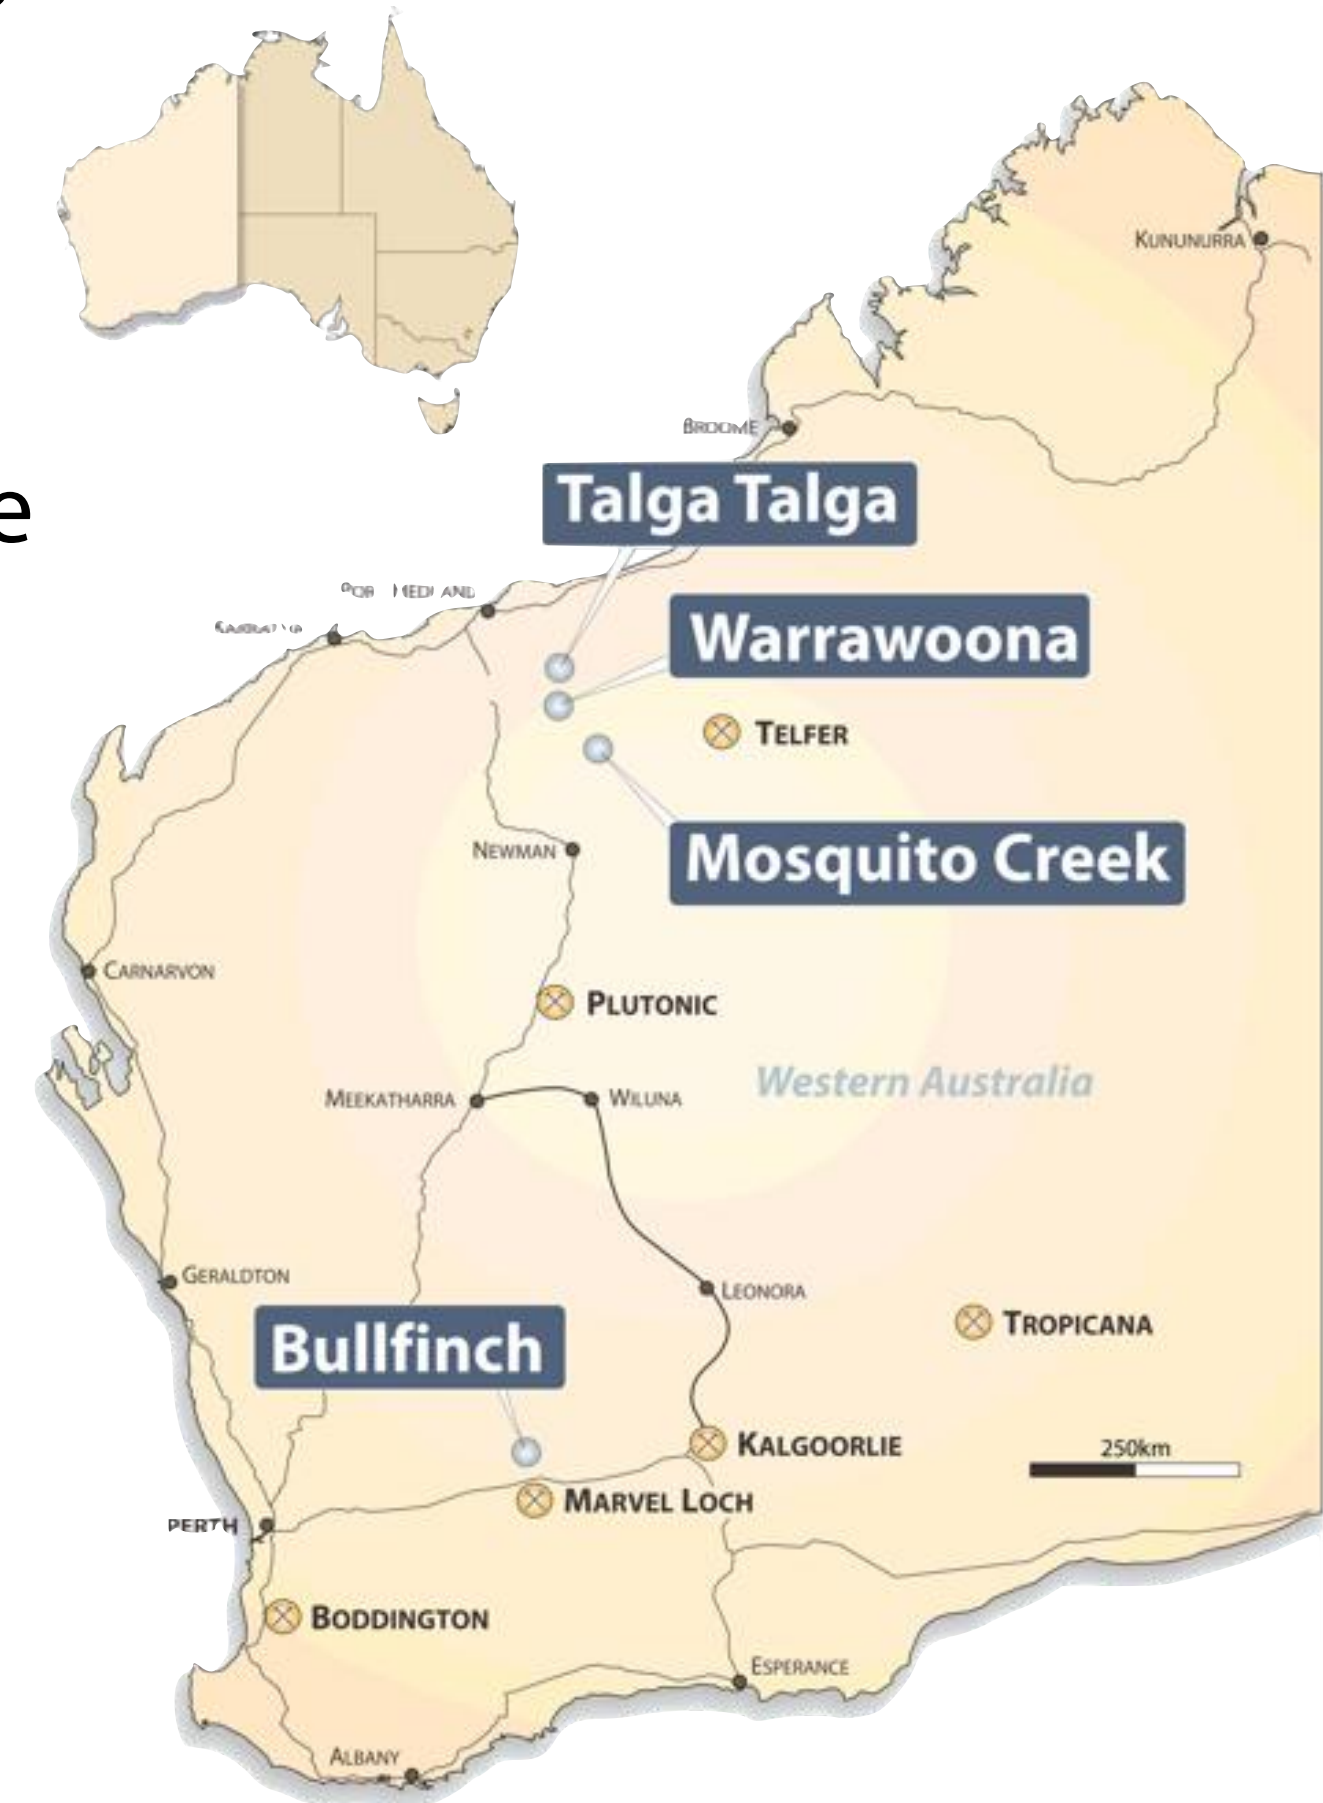 e
KUNUNURRA
BROOME
Talga Talga
Warrawoona
TELFER
Mosquito Creek
NEWMAN
CARNARVON
PLUTONIC
Western Australia
MEEKATHARRA
WILUNA
GERALDTON
LEONORA
TROPICANA
Bullfinch
KALGOORLIE
250km
MARVEL LOCH
PERTH
BODDINGTON
ESPERANCE
ALBANY